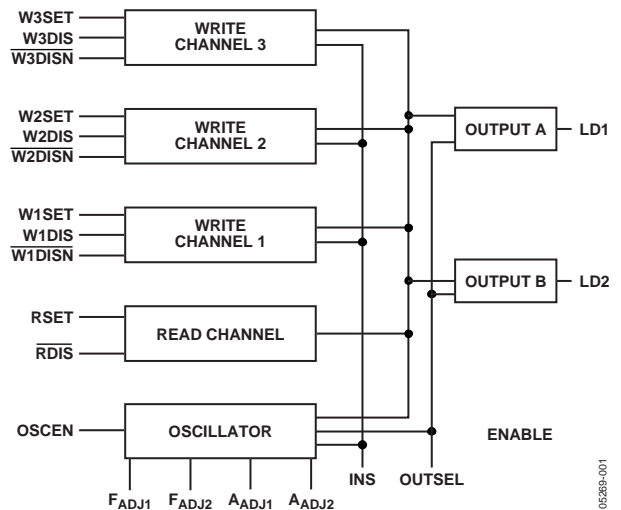 W3SET
W3DIS
W3DISN
WRITE
CHANNEL 3
W2SET
W2DIS
W2DISN
WRITE
CHANNEL 2
OUTPUT A
LD1
W1SET
W1DIS
W1DISN
WRITE
CHANNEL 1
OUTPUT B
LD2
RSET
RDIS
READ CHANNEL
OSCEN
OSCILLATOR
ENABLE
INS
OUTSEL
FADJ1
FADJ2
AADJ1
AADJ2
05269-001